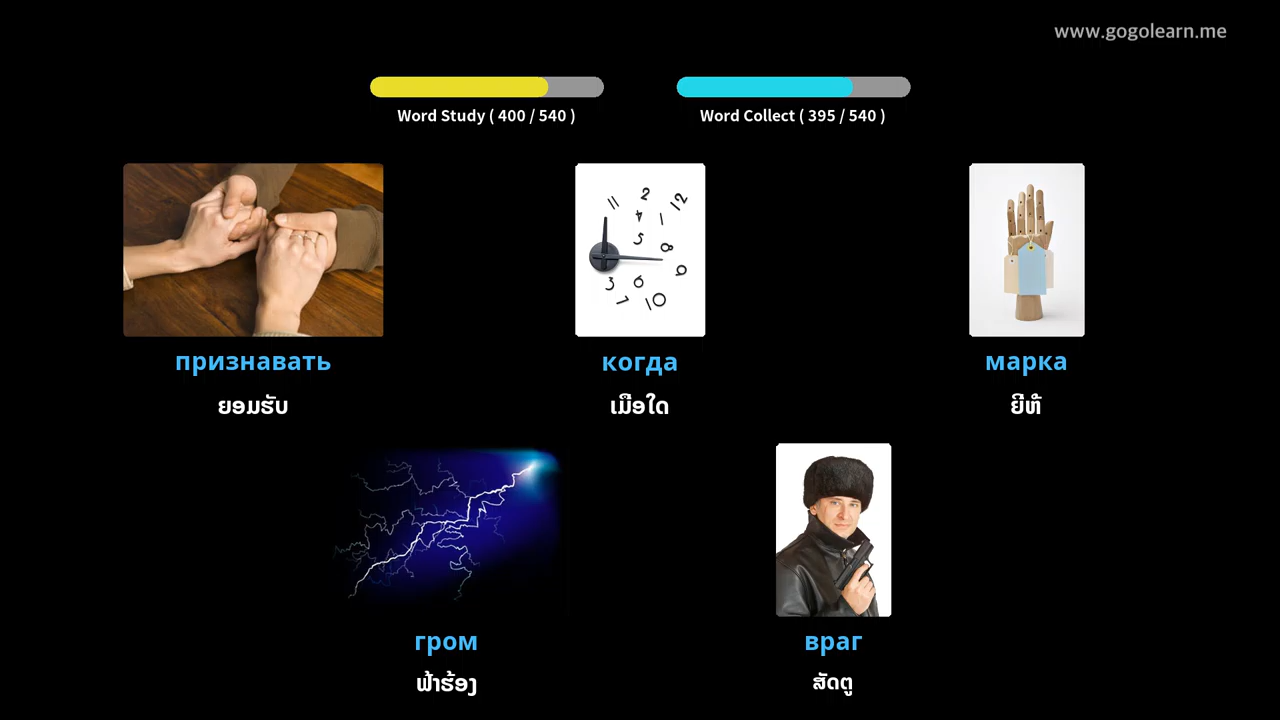 www.gogolearn.me
Word Study ( 400 / 540 )
Word Collect ( 395 / 540 )
признавать
когда
марка
ຍອມຮັບ
ເມື່ອໃດ
ຍີ່ຫໍ້
гром
враг
ຟ້າຮ້ອງ
ສັດຕູ